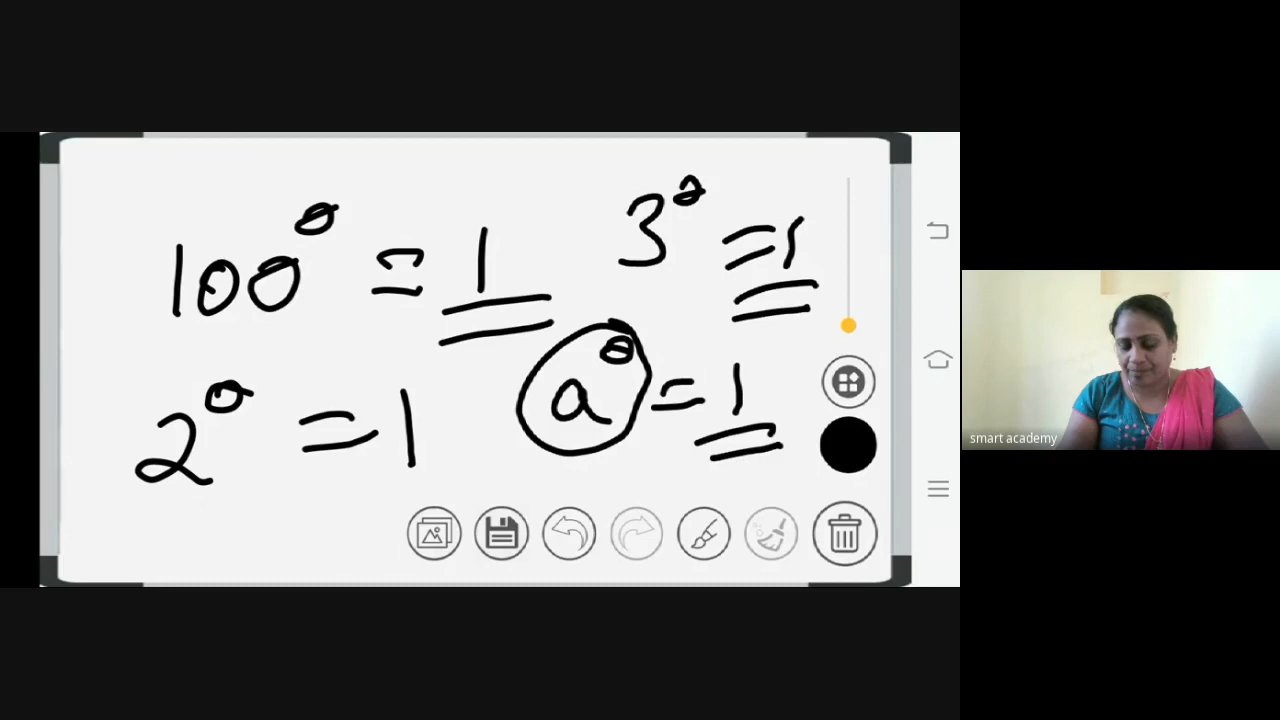 100⁰ = 1
3⁰ = 1
2⁰ = 1
a⁰ = 1
smart academy